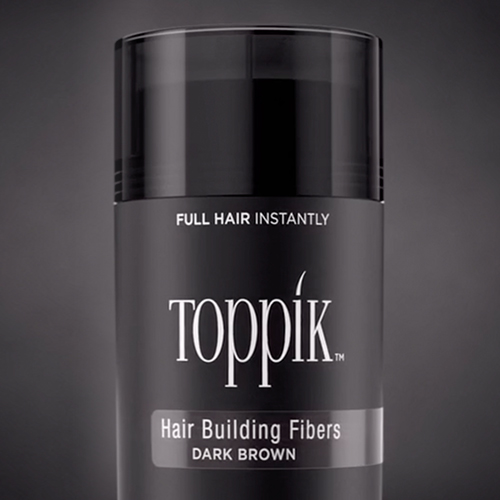 FULL HAIR INSTANTLY
TOPPIK™
Hair Building Fibers
DARK BROWN